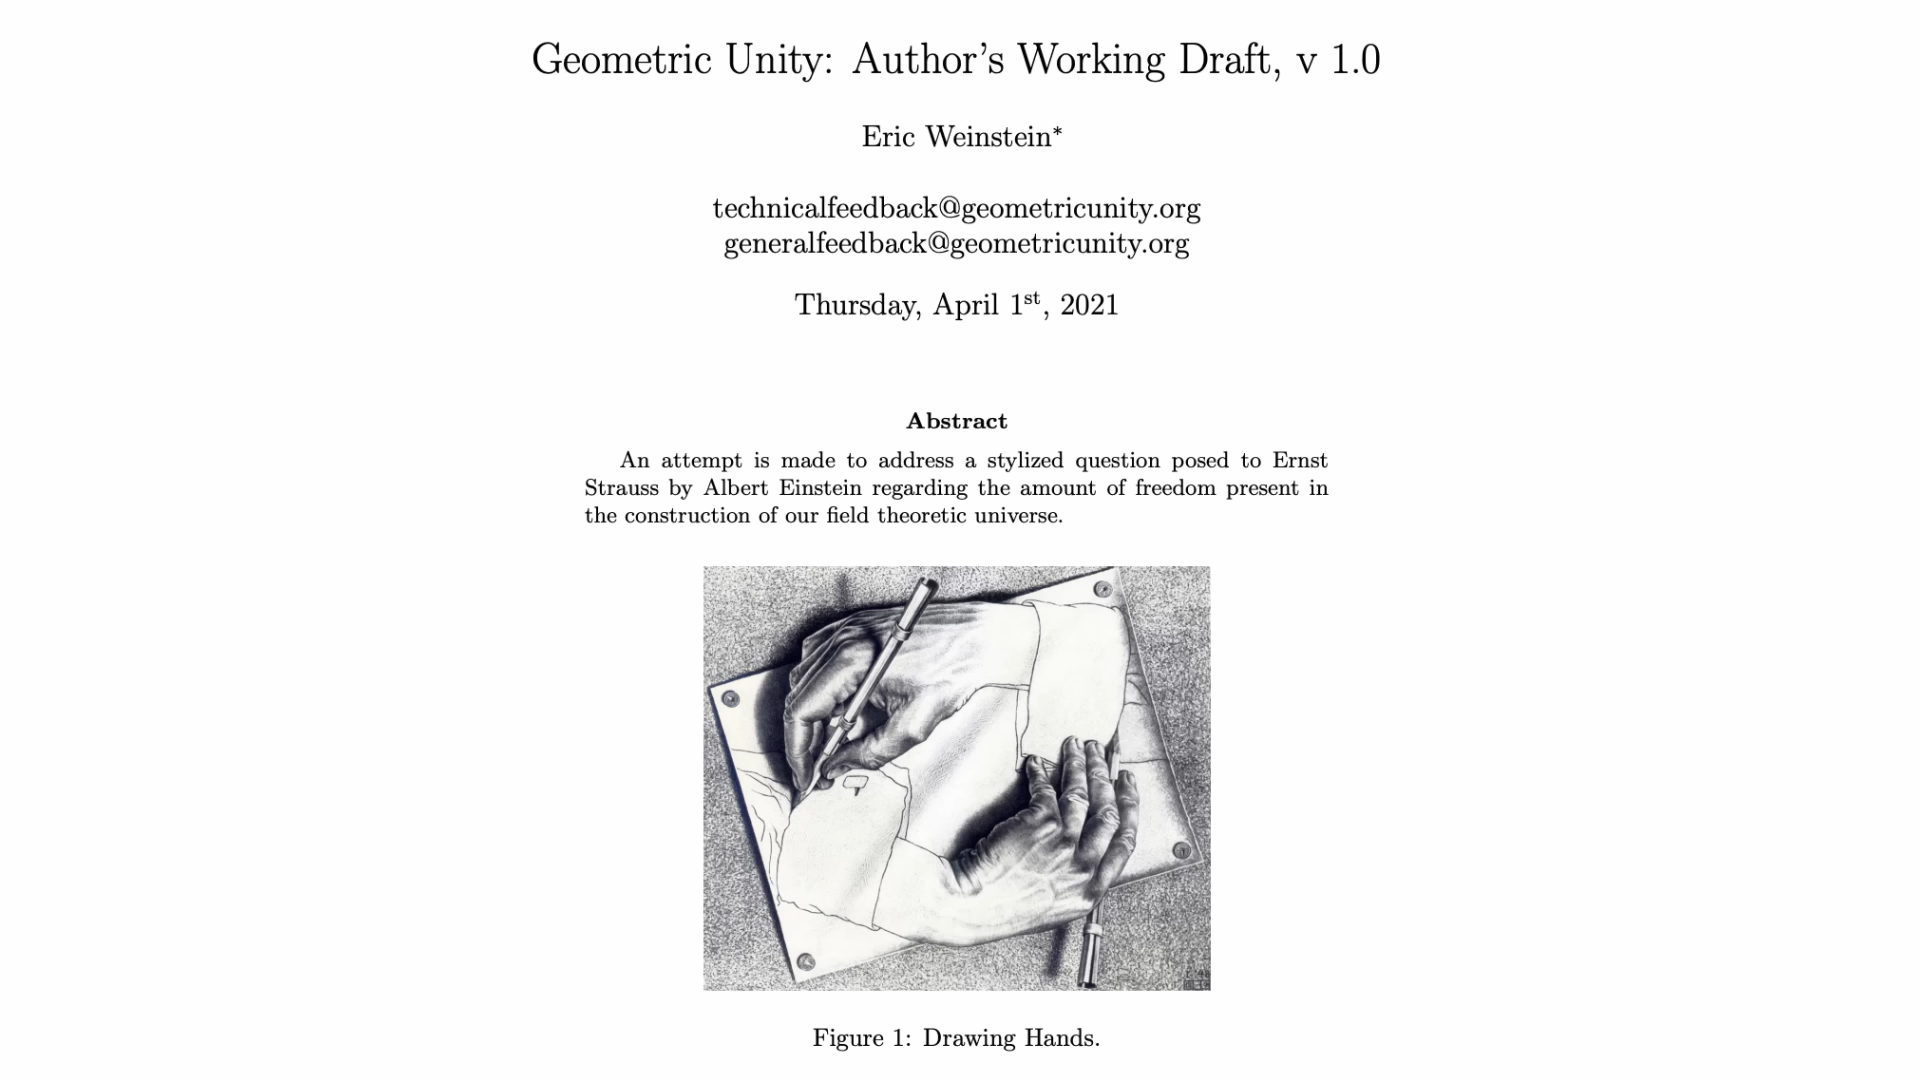 Geometric Unity: Author's Working Draft, v 1.0
Eric Weinstein*
technicalfeedback@geometricunity.org
generalfeedback@geometricunity.org
Thursday, April 1st, 2021
Abstract
An attempt is made to address a stylized question posed to Ernst
Strauss by Albert Einstein regarding the amount of freedom present in
the construction of our field theoretic universe.
Figure 1: Drawing Hands.